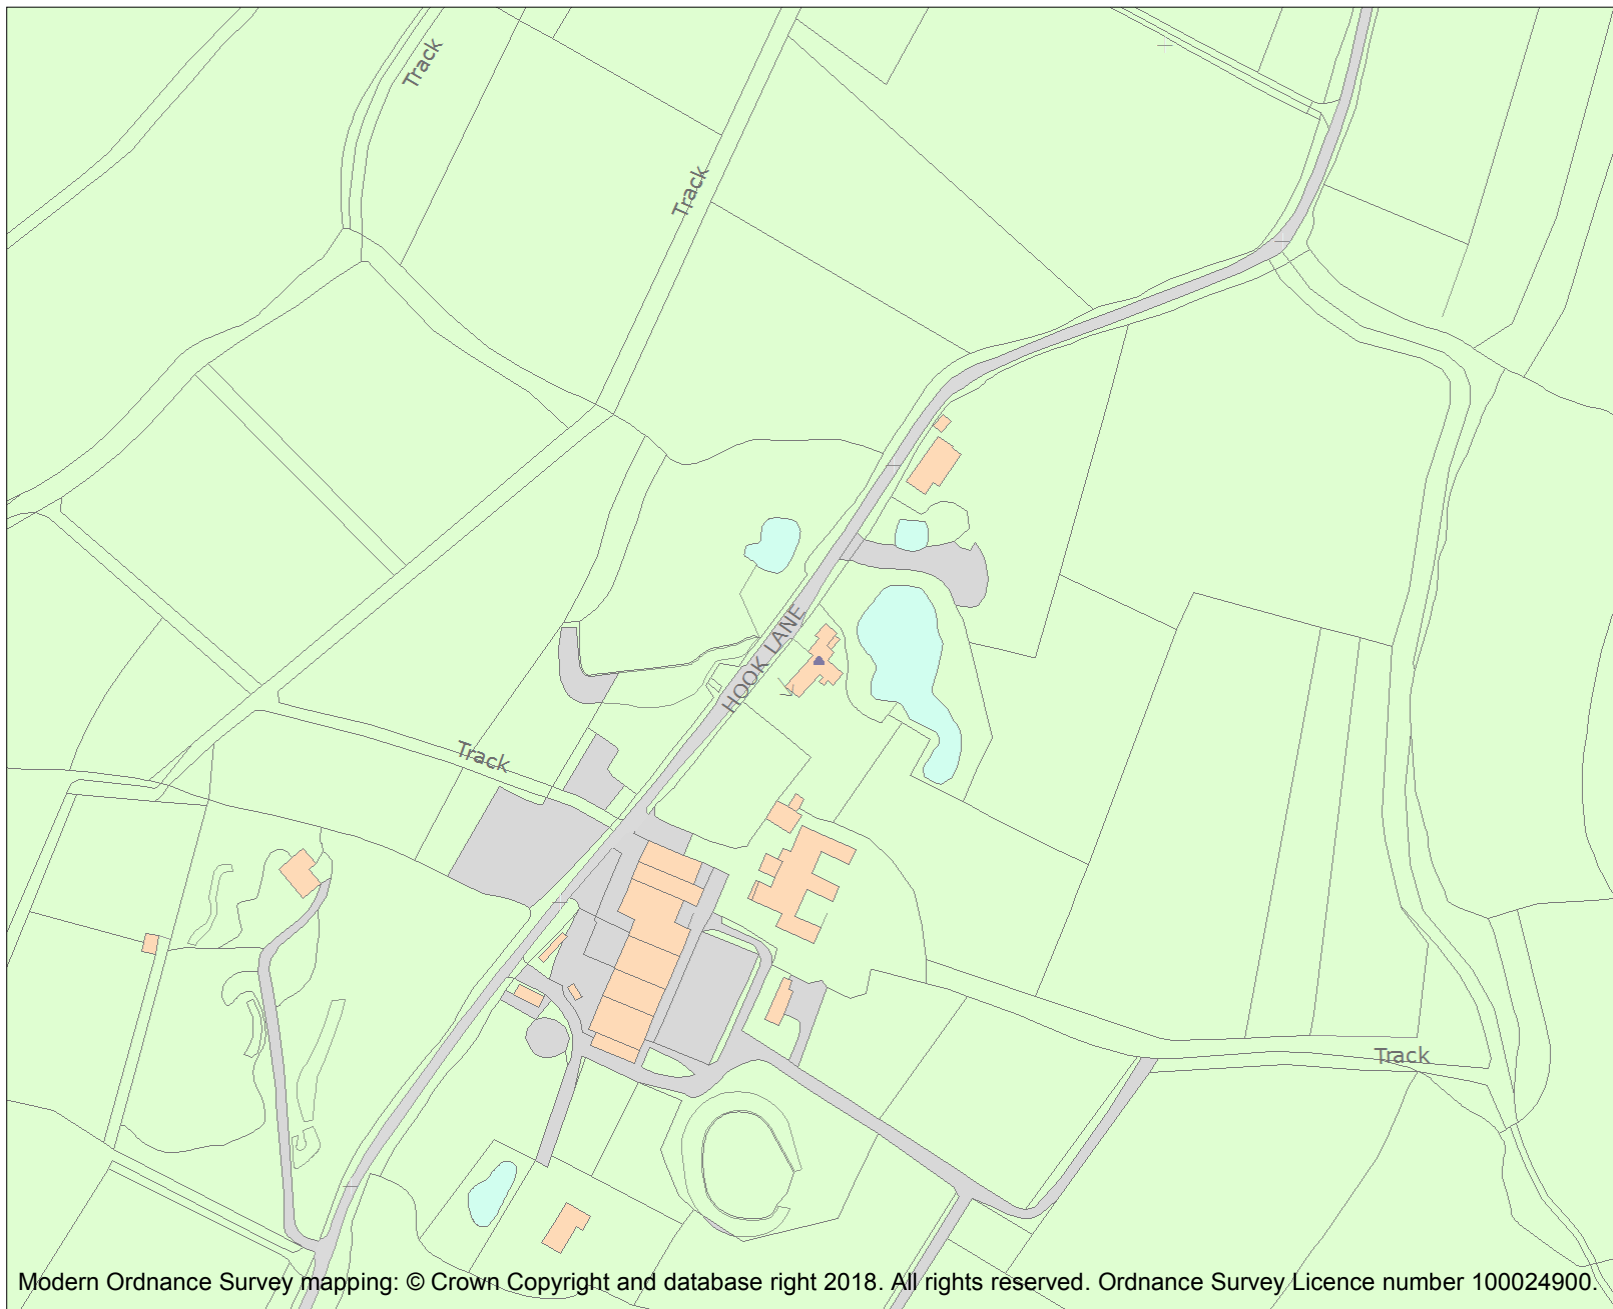 Track
Track
HOOK LANE
Track
Track
Modern Ordnance Survey mapping: © Crown Copyright and database right 2018. All rights reserved. Ordnance Survey Licence number 100024900.